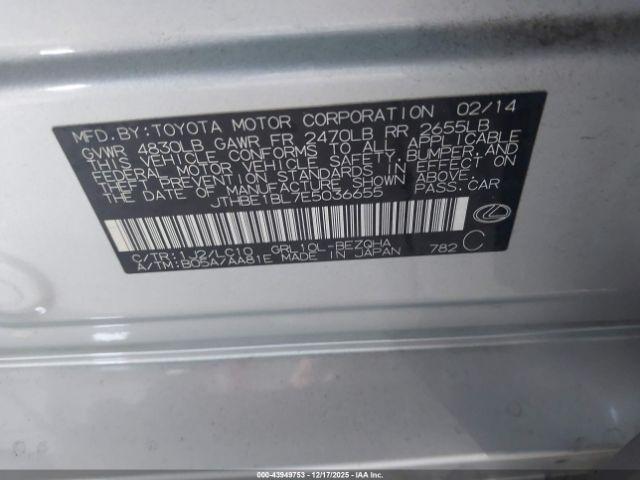 MFD.BY:TOYOTA MOTOR CORPORATION 02/14
GVWR 4830LB GAWR FR 2470LB RR 2655LB
THIS VEHICLE CONFORMS TO ALL APPLICABLE
FEDERAL MOTOR VEHICLE SAFETY, BUMPER, AND
THEFT PREVENTION STANDARDS IN EFFECT ON
THE DATE OF MANUFACTURE SHOWN ABOVE.
JTHBE1BL7E5036655 PASS.CAR
C/TR:1J2/LC10 GRL10L-BEZQHA
A/TM:B05A/AA81E MADE IN JAPAN 782 C
000-43949753 - 12/17/2025 - IAAI.COM